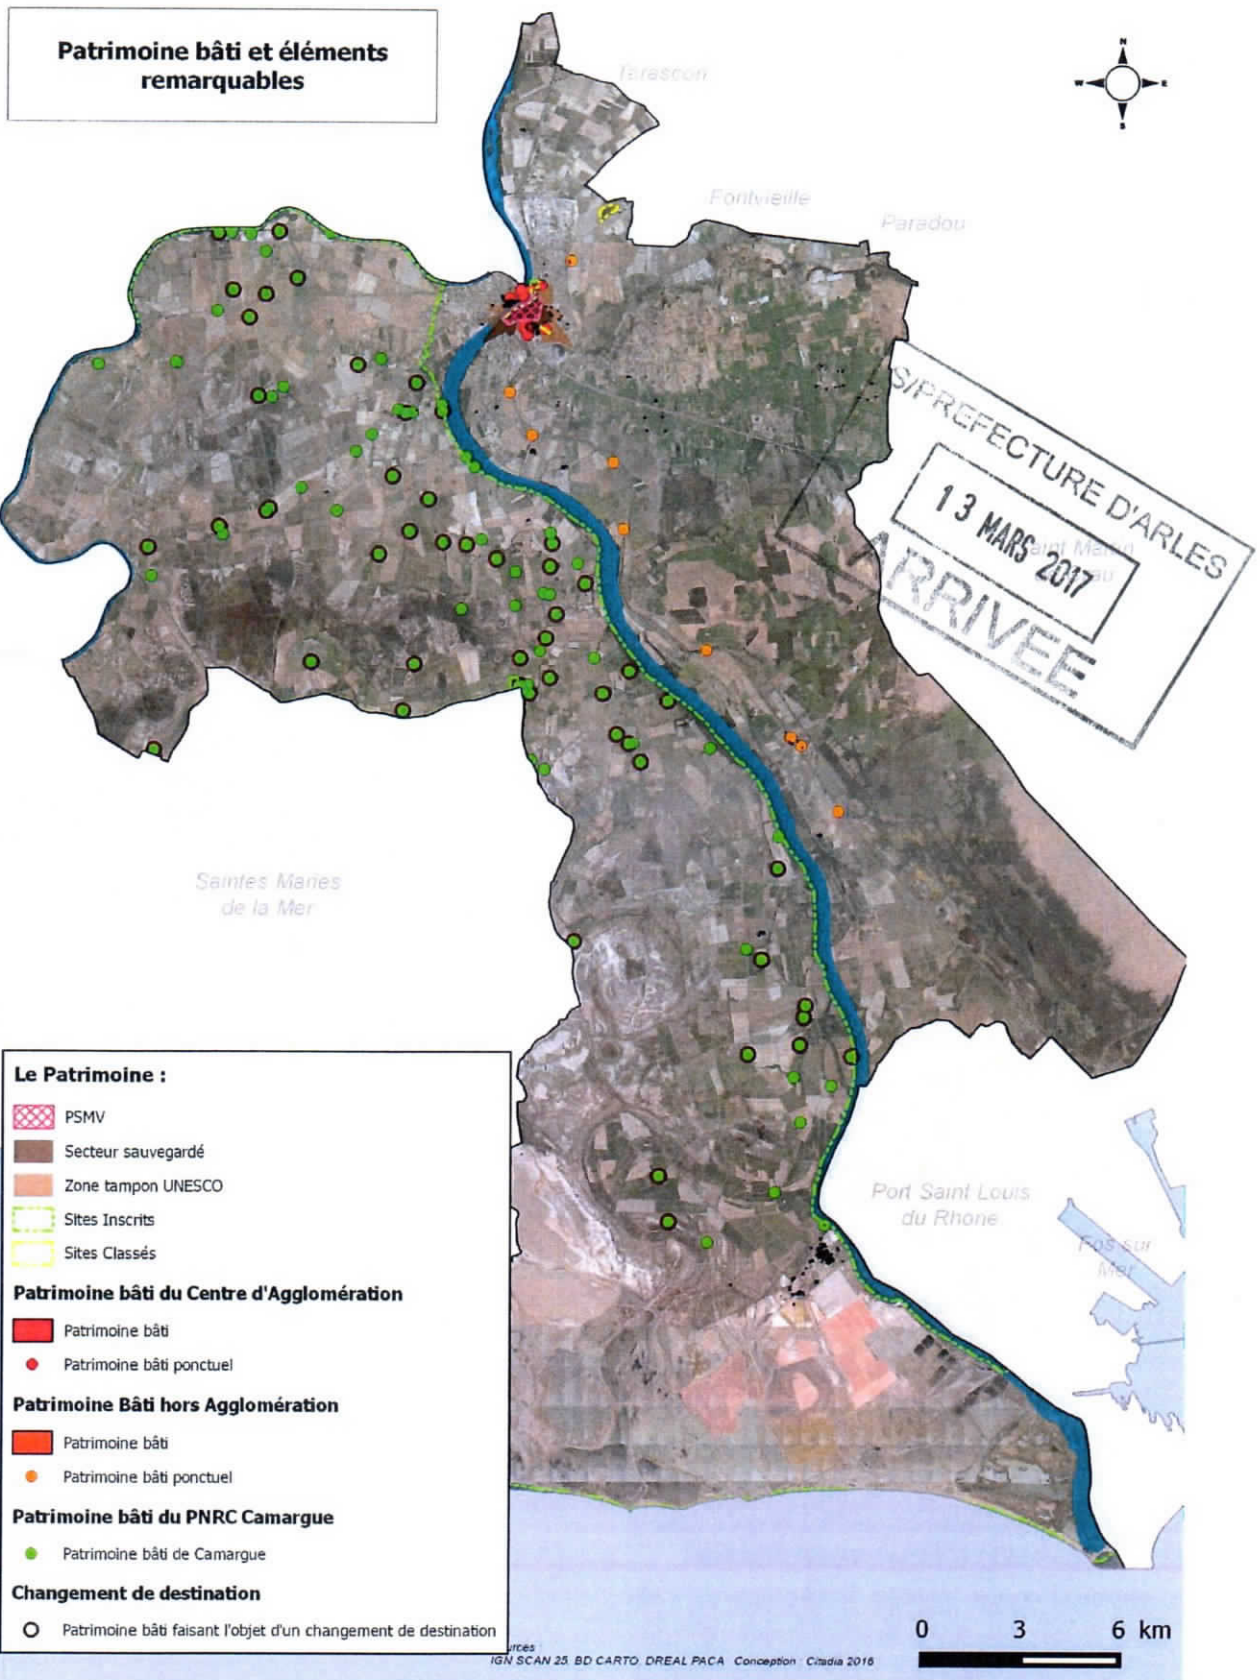 Patrimoine bâti et éléments
remarquables
N
W
E
S
Tarascon
Fontvieille
Paradou
S/PREFECTURE D'ARLES
13 MARS 2017
ARRIVEE
Saint Martin
Saintes Maries
de la Mer
Port Saint Louis
du Rhone
Fos sur
Mer
Le Patrimoine :
PSMV
Secteur sauvegardé
Zone tampon UNESCO
Sites Inscrits
Sites Classés
Patrimoine bâti du Centre d'Agglomération
Patrimoine bâti
Patrimoine bâti ponctuel
Patrimoine Bâti hors Agglomération
Patrimoine bâti
Patrimoine bâti ponctuel
Patrimoine bâti du PNRC Camargue
Patrimoine bâti de Camargue
Changement de destination
Patrimoine bâti faisant l'objet d'un changement de destination
IGN SCAN 25, BD CARTO, DREAL PACA Conception : Citadia 2016
0 3 6 km